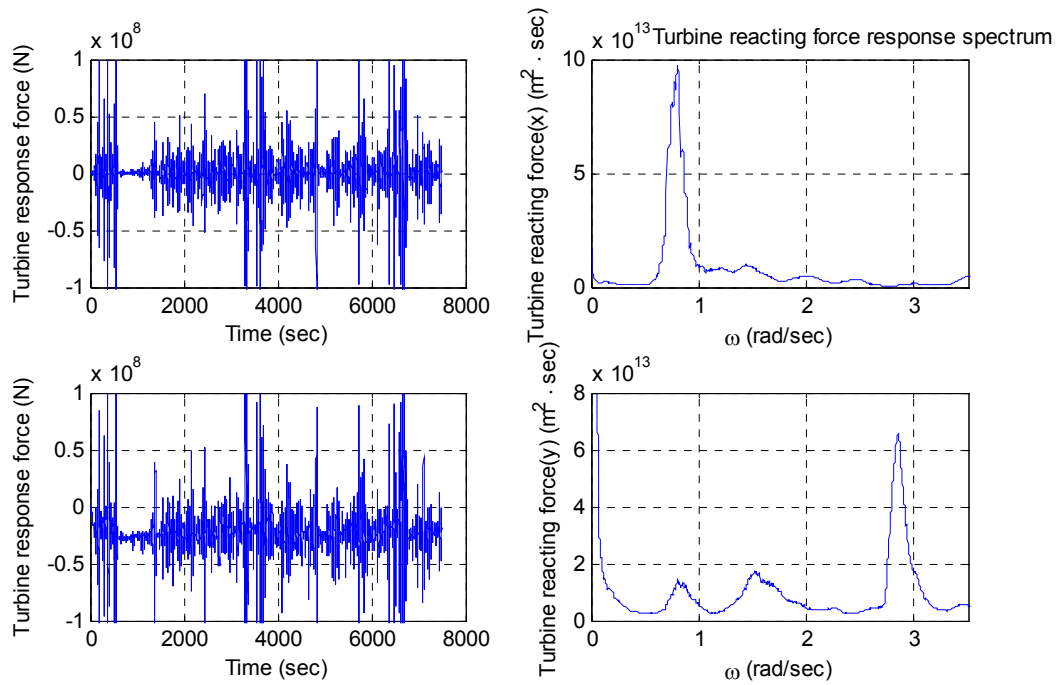 x 10^8
Turbine response force (N)
1
0.5
0
-0.5
-1
0 2000 4000 6000 8000
Time (sec)
x 10^13 Turbine reacting force response spectrum
Turbine reacting force(x) (m^2 · sec)
10
5
0
0 1 2 3
ω (rad/sec)
x 10^8
Turbine response force (N)
1
0.5
0
-0.5
-1
0 2000 4000 6000 8000
Time (sec)
x 10^13
Turbine reacting force(y) (m^2 · sec)
8
6
4
2
0
0 1 2 3
ω (rad/sec)